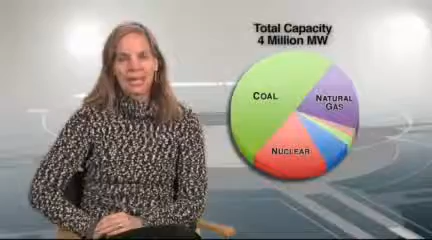 Total Capacity
4 Million MW
COAL
NATURAL
GAS
NUCLEAR